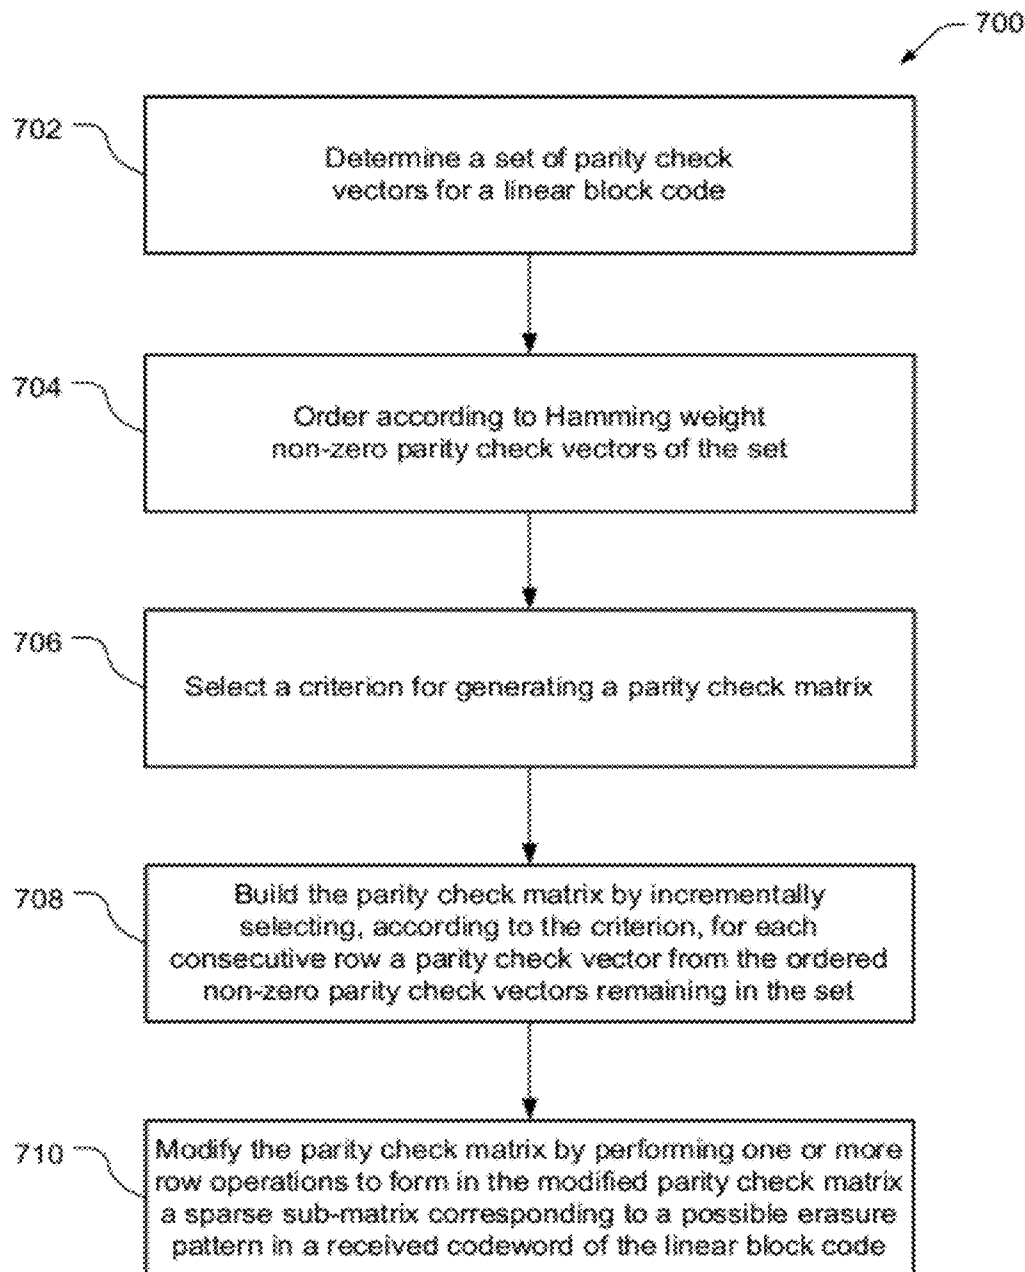 700
702
Determine a set of parity check
vectors for a linear block code
704
Order according to Hamming weight
non-zero parity check vectors of the set
706
Select a criterion for generating a parity check matrix
708
Build the parity check matrix by incrementally
selecting, according to the criterion, for each
consecutive row a parity check vector from the ordered
non-zero parity check vectors remaining in the set
710
Modify the parity check matrix by performing one or more
row operations to form in the modified parity check matrix
a sparse sub-matrix corresponding to a possible erasure
pattern in a received codeword of the linear block code